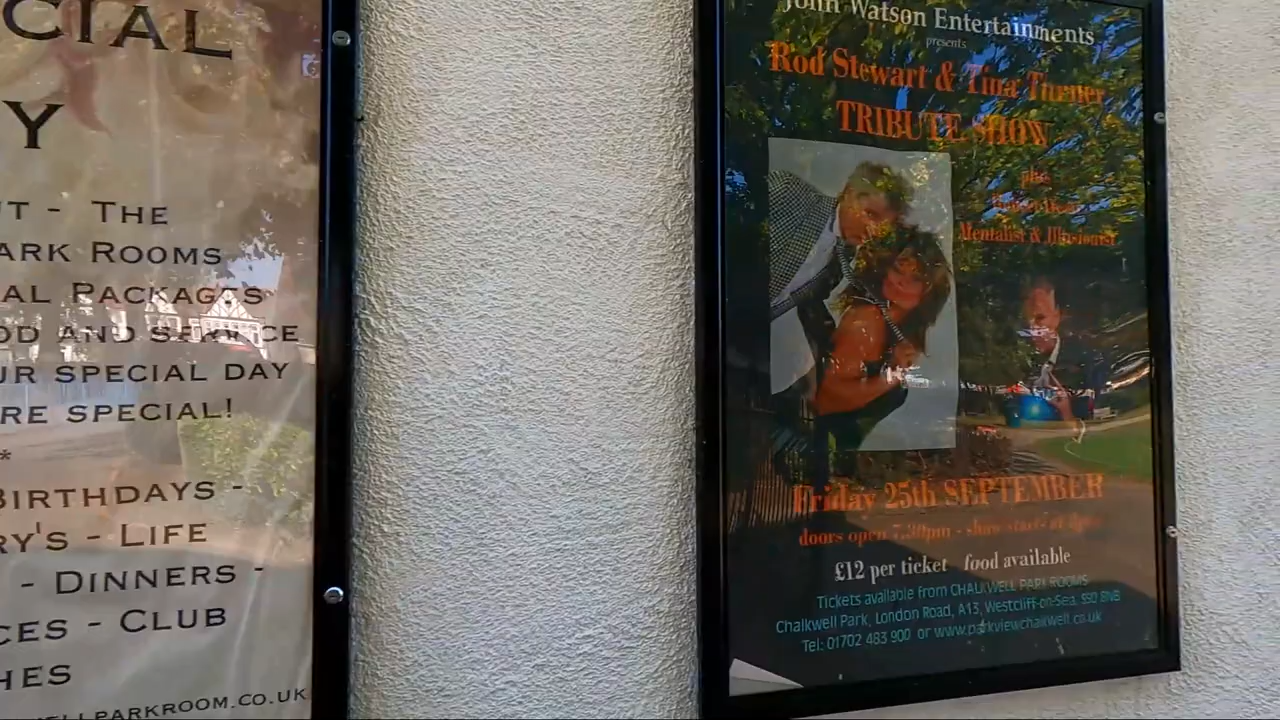 CIAL
Y
UT - THE
ARK ROOMS
AL PACKAGES
OD AND SERVICE
UR SPECIAL DAY
RE SPECIAL!
*
BIRTHDAYS -
RY'S - LIFE
- DINNERS -
CES - CLUB
HES
ELLPARKROOM.CO.UK
John Watson Entertainments
presents
Rod Stewart & Tina Turner
TRIBUTE SHOW
plus
Mentalist & Illusionist
Friday 25th SEPTEMBER
doors open 7.30pm - show starts at 8pm
£12 per ticket food available
Tickets available from CHALKWELL PARK ROOMS
Chalkwell Park, London Road, A13, Westcliff-on-Sea, SS0 8NB
Tel: 01702 483 900 or www.parkviewchalkwell.co.uk